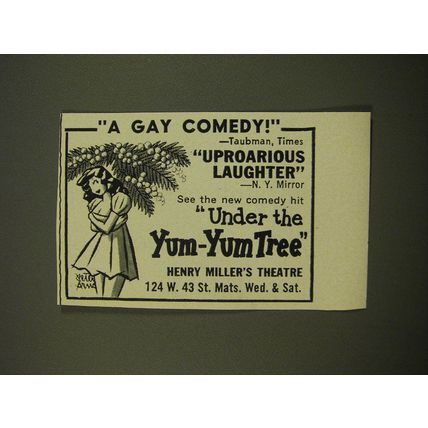 "A GAY COMEDY!"
—Taubman, Times
"UPROARIOUS
LAUGHTER"
—N. Y. Mirror
See the new comedy hit
"Under the
Yum-Yum Tree"
HENRY MILLER'S THEATRE
124 W. 43 St. Mats. Wed. & Sat.